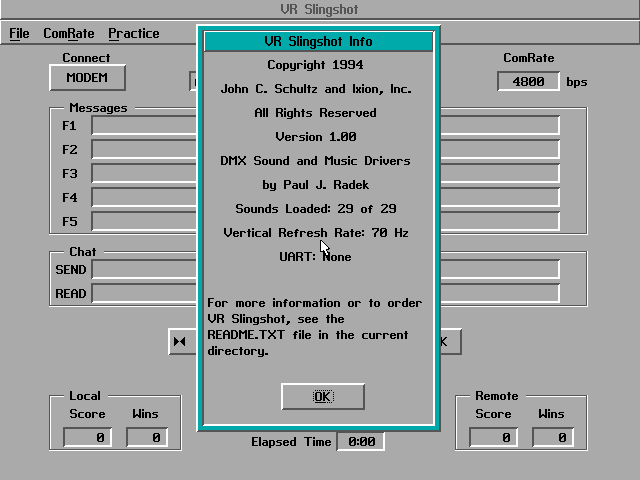 VR Slingshot
File ComRate Practice
Connect
MODEM
ComRate
4800 bps
Messages
F1
F2
F3
F4
F5
Chat
SEND
READ
VR Slingshot Info
Copyright 1994
John C. Schultz and Ixion, Inc.
All Rights Reserved
Version 1.00
DMX Sound and Music Drivers
by Paul J. Radek
Sounds Loaded: 29 of 29
Vertical Refresh Rate: 70 Hz
UART: None
For more information or to order
VR Slingshot, see the
README.TXT file in the current
directory.
OK
Local
Score Wins
0 0
Elapsed Time 0:00
Remote
Score Wins
0 0